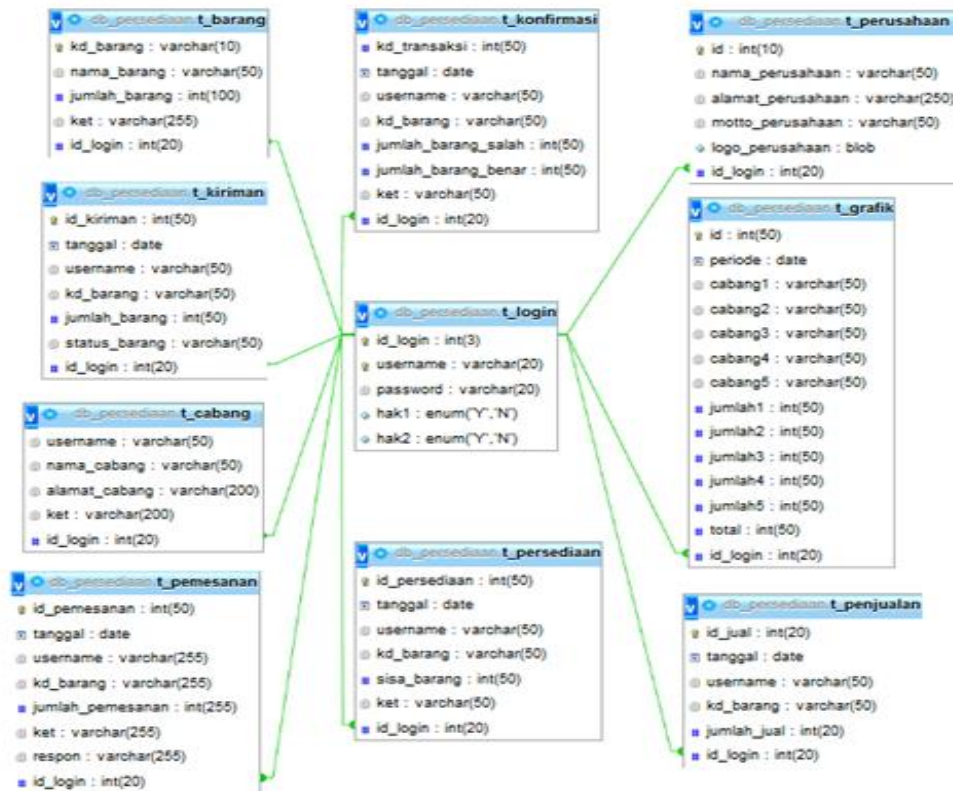 db_persediaan t_barang
kd_barang : varchar(10)
nama_barang : varchar(50)
jumlah_barang : int(100)
ket : varchar(255)
id_login : int(20)
db_persediaan t_kiriman
id_kiriman : int(50)
tanggal : date
username : varchar(50)
kd_barang : varchar(50)
jumlah_barang : int(50)
status_barang : varchar(50)
id_login : int(20)
db_persediaan t_cabang
username : varchar(50)
nama_cabang : varchar(50)
alamat_cabang : varchar(200)
ket : varchar(200)
id_login : int(20)
db_persediaan t_pemesanan
id_pemesanan : int(50)
tanggal : date
username : varchar(255)
kd_barang : varchar(255)
jumlah_pemesanan : int(255)
ket : varchar(255)
respon : varchar(255)
id_login : int(20)
db_persediaan t_konfirmasi
kd_transaksi : int(50)
tanggal : date
username : varchar(50)
kd_barang : varchar(50)
jumlah_barang_salah : int(50)
jumlah_barang_benar : int(50)
ket : varchar(50)
id_login : int(20)
db_persediaan t_login
id_login : int(3)
username : varchar(20)
password : varchar(20)
hak1 : enum('Y','N')
hak2 : enum('Y','N')
db_persediaan t_persediaan
id_persediaan : int(50)
tanggal : date
username : varchar(50)
kd_barang : varchar(50)
sisa_barang : int(50)
ket : varchar(50)
id_login : int(20)
db_persediaan t_perusahaan
id : int(10)
nama_perusahaan : varchar(50)
alamat_perusahaan : varchar(250)
motto_perusahaan : varchar(50)
logo_perusahaan : blob
id_login : int(20)
db_persediaan t_grafik
id : int(50)
periode : date
cabang1 : varchar(50)
cabang2 : varchar(50)
cabang3 : varchar(50)
cabang4 : varchar(50)
cabang5 : varchar(50)
jumlah1 : int(50)
jumlah2 : int(50)
jumlah3 : int(50)
jumlah4 : int(50)
jumlah5 : int(50)
total : int(50)
id_login : int(20)
db_persediaan t_penjualan
id_jual : int(20)
tanggal : date
username : varchar(50)
kd_barang : varchar(50)
jumlah_jual : int(20)
id_login : int(20)